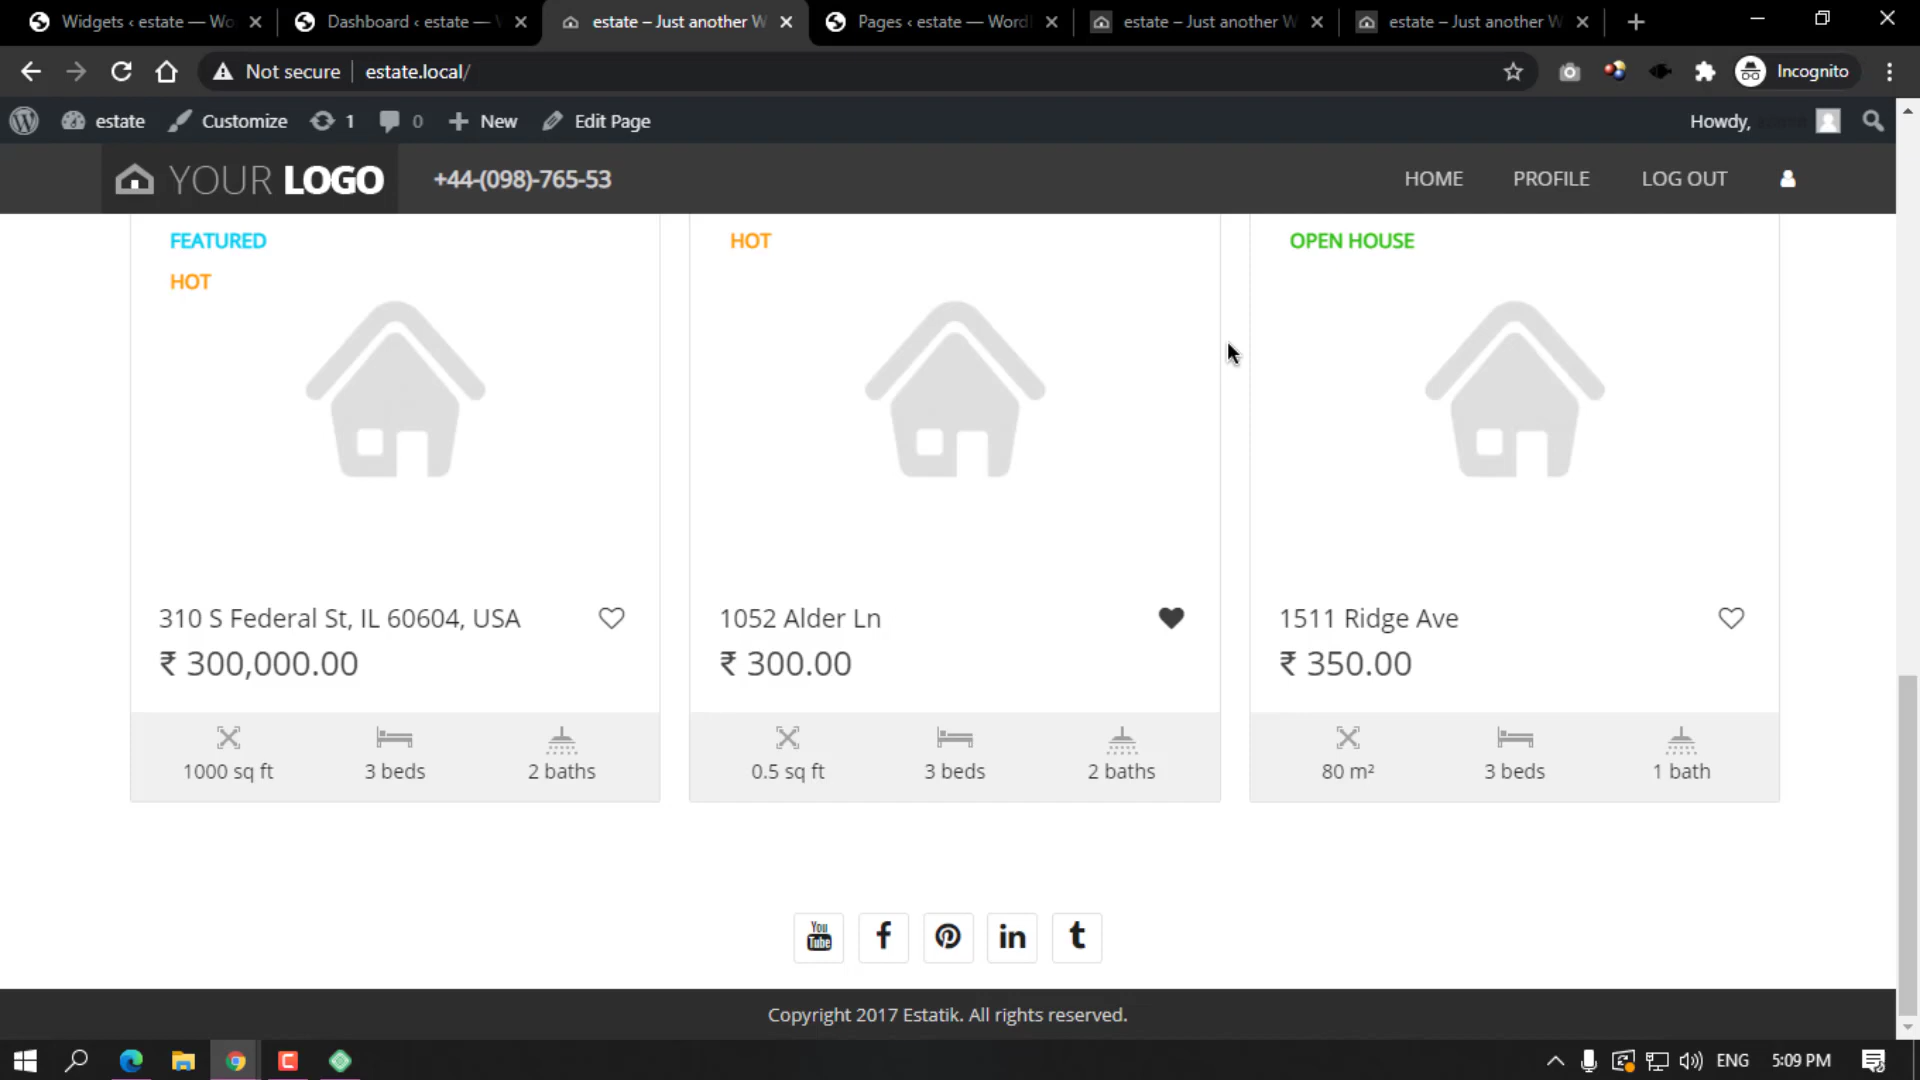 Widgets ‹ estate — Wo
Dashboard ‹ estate —
estate – Just another W
Pages ‹ estate — Word
estate – Just another W
estate – Just another W
Not secure
estate.local/
Incognito
estate
Customize
1
0
New
Edit Page
Howdy,
YOUR LOGO
+44-(098)-765-53
HOME
PROFILE
LOG OUT
FEATURED
HOT
HOT
OPEN HOUSE
310 S Federal St, IL 60604, USA
₹ 300,000.00
1000 sq ft
3 beds
2 baths
1052 Alder Ln
₹ 300.00
0.5 sq ft
3 beds
2 baths
1511 Ridge Ave
₹ 350.00
80 m²
3 beds
1 bath
You
Tube
f
in
t
Copyright 2017 Estatik. All rights reserved.
ENG
5:09 PM